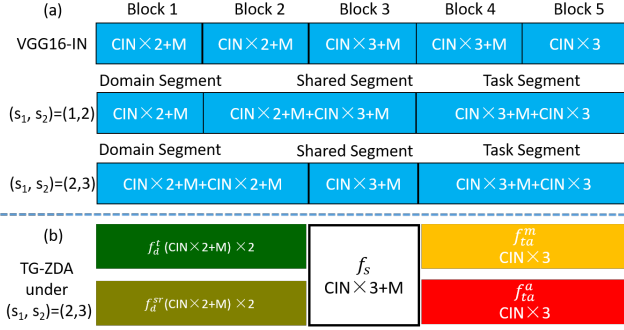 (a) Block 1 Block 2 Block 3 Block 4 Block 5
VGG16-IN CIN×2+M CIN×2+M CIN×3+M CIN×3+M CIN×3
Domain Segment Shared Segment Task Segment
(s₁, s₂)=(1,2) CIN×2+M CIN×2+M+CIN×3+M CIN×3+M+CIN×3
Domain Segment Shared Segment Task Segment
(s₁, s₂)=(2,3) CIN×2+M+CIN×2+M CIN×3+M CIN×3+M+CIN×3
(b)
TG-ZDA
under
(s₁, s₂)=(2,3)
f_d^t (CIN×2+M) ×2
f_d^sr (CIN×2+M) ×2
f_s
CIN×3+M
f_ta^m
CIN×3
f_ta^a
CIN×3